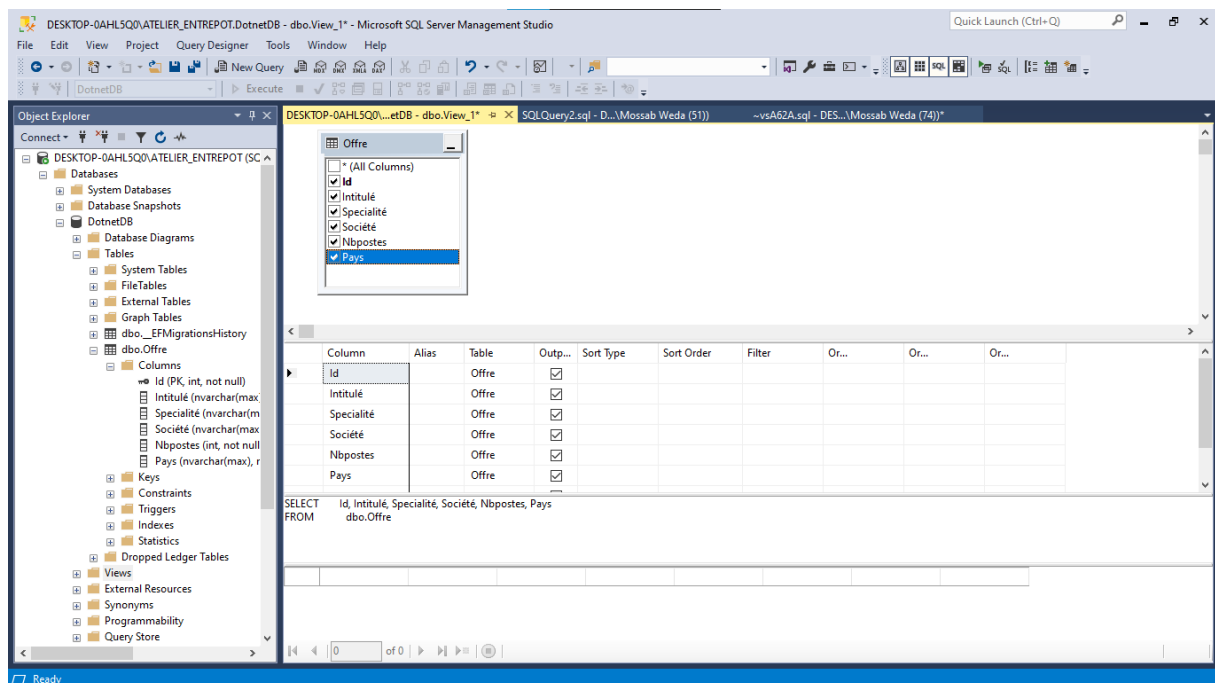 DESKTOP-0AHL5Q0\ATELIER_ENTREPOT.DotnetDB - dbo.View_1* - Microsoft SQL Server Management Studio
Quick Launch (Ctrl+Q)
File Edit View Project Query Designer Tools Window Help
New Query MDX DMX XMLA DAX SQL
DotnetDB Execute
Object Explorer
DESKTOP-0AHL5Q0\...etDB - dbo.View_1* SQLQuery2.sql - D...\Mossab Weda (51)) ~vsA62A.sql - DES...\Mossab Weda (74))*
Connect
DESKTOP-0AHL5Q0\ATELIER_ENTREPOT (SC
Databases
System Databases
Database Snapshots
DotnetDB
Database Diagrams
Tables
System Tables
FileTables
External Tables
Graph Tables
dbo.__EFMigrationsHistory
dbo.Offre
Columns
Id (PK, int, not null)
Intitulé (nvarchar(max)
Specialité (nvarchar(m
Société (nvarchar(max
Nbpostes (int, not null
Pays (nvarchar(max), r
Keys
Constraints
Triggers
Indexes
Statistics
Dropped Ledger Tables
Views
External Resources
Synonyms
Programmability
Query Store
Offre
* (All Columns)
Id
Intitulé
Specialité
Société
Nbpostes
Pays
Column Alias Table Outp... Sort Type Sort Order Filter Or... Or... Or...
Id Offre
Intitulé Offre
Specialité Offre
Société Offre
Nbpostes Offre
Pays Offre
SELECT Id, Intitulé, Specialité, Société, Nbpostes, Pays
FROM dbo.Offre
0 of 0
Ready